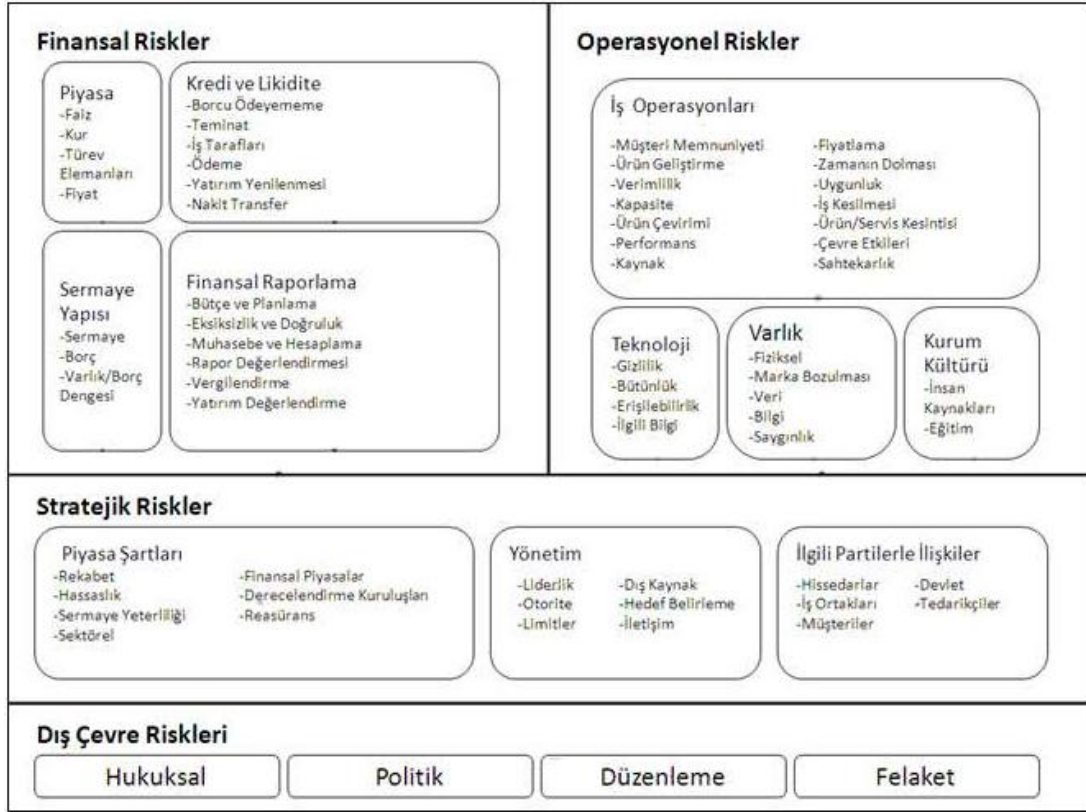 Finansal Riskler
Piyasa
-Faiz
-Kur
-Türev
Elemanları
-Fiyat
Kredi ve Likidite
-Borcu Ödeyememe
-Teminat
-İş Tarafları
-Ödeme
-Yatırım Yenilenmesi
-Nakit Transfer
Sermaye
Yapısı
-Sermaye
-Borç
-Varlık/Borç
Dengesi
Finansal Raporlama
-Bütçe ve Planlama
-Eksiksizlik ve Doğruluk
-Muhasebe ve Hesaplama
-Rapor Değerlendirmesi
-Vergilendirme
-Yatırım Değerlendirme
Operasyonel Riskler
İş Operasyonları
-Müşteri Memnuniyeti
-Ürün Geliştirme
-Verimlilik
-Kapasite
-Ürün Çevirimi
-Performans
-Kaynak
-Fiyatlama
-Zamanın Dolması
-Uygunluk
-İş Kesilmesi
-Ürün/Servis Kesintisi
-Çevre Etkileri
-Sahtekarlık
Teknoloji
-Gizlilik
-Bütünlük
-Erişilebilirlik
-İlgili Bilgi
Varlık
-Fiziksel
-Marka Bozulması
-Veri
-Bilgi
-Saygınlık
Kurum
Kültürü
-İnsan
Kaynakları
-Eğitim
Stratejik Riskler
Piyasa Şartları
-Rekabet
-Hassaslık
-Sermaye Yeterliliği
-Sektörel
-Finansal Piyasalar
-Derecelendirme Kuruluşları
-Reasürans
Yönetim
-Liderlik
-Otorite
-Limitler
-Dış Kaynak
-Hedef Belirleme
-İletişim
İlgili Partilerle İlişkiler
-Hissedarlar
-İş Ortakları
-Müşteriler
-Devlet
-Tedarikçiler
Dış Çevre Riskleri
Hukuksal
Politik
Düzenleme
Felaket